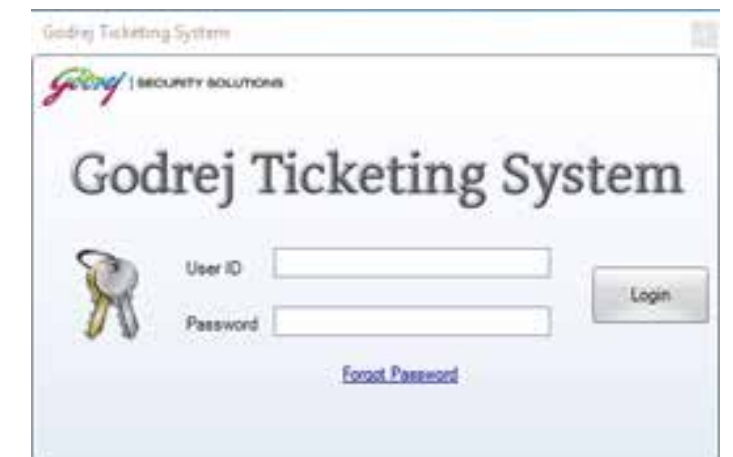 Godrej Ticketing System
Godrej | SECURITY SOLUTIONS
Godrej Ticketing System
User ID
Login
Password
Forgot Password